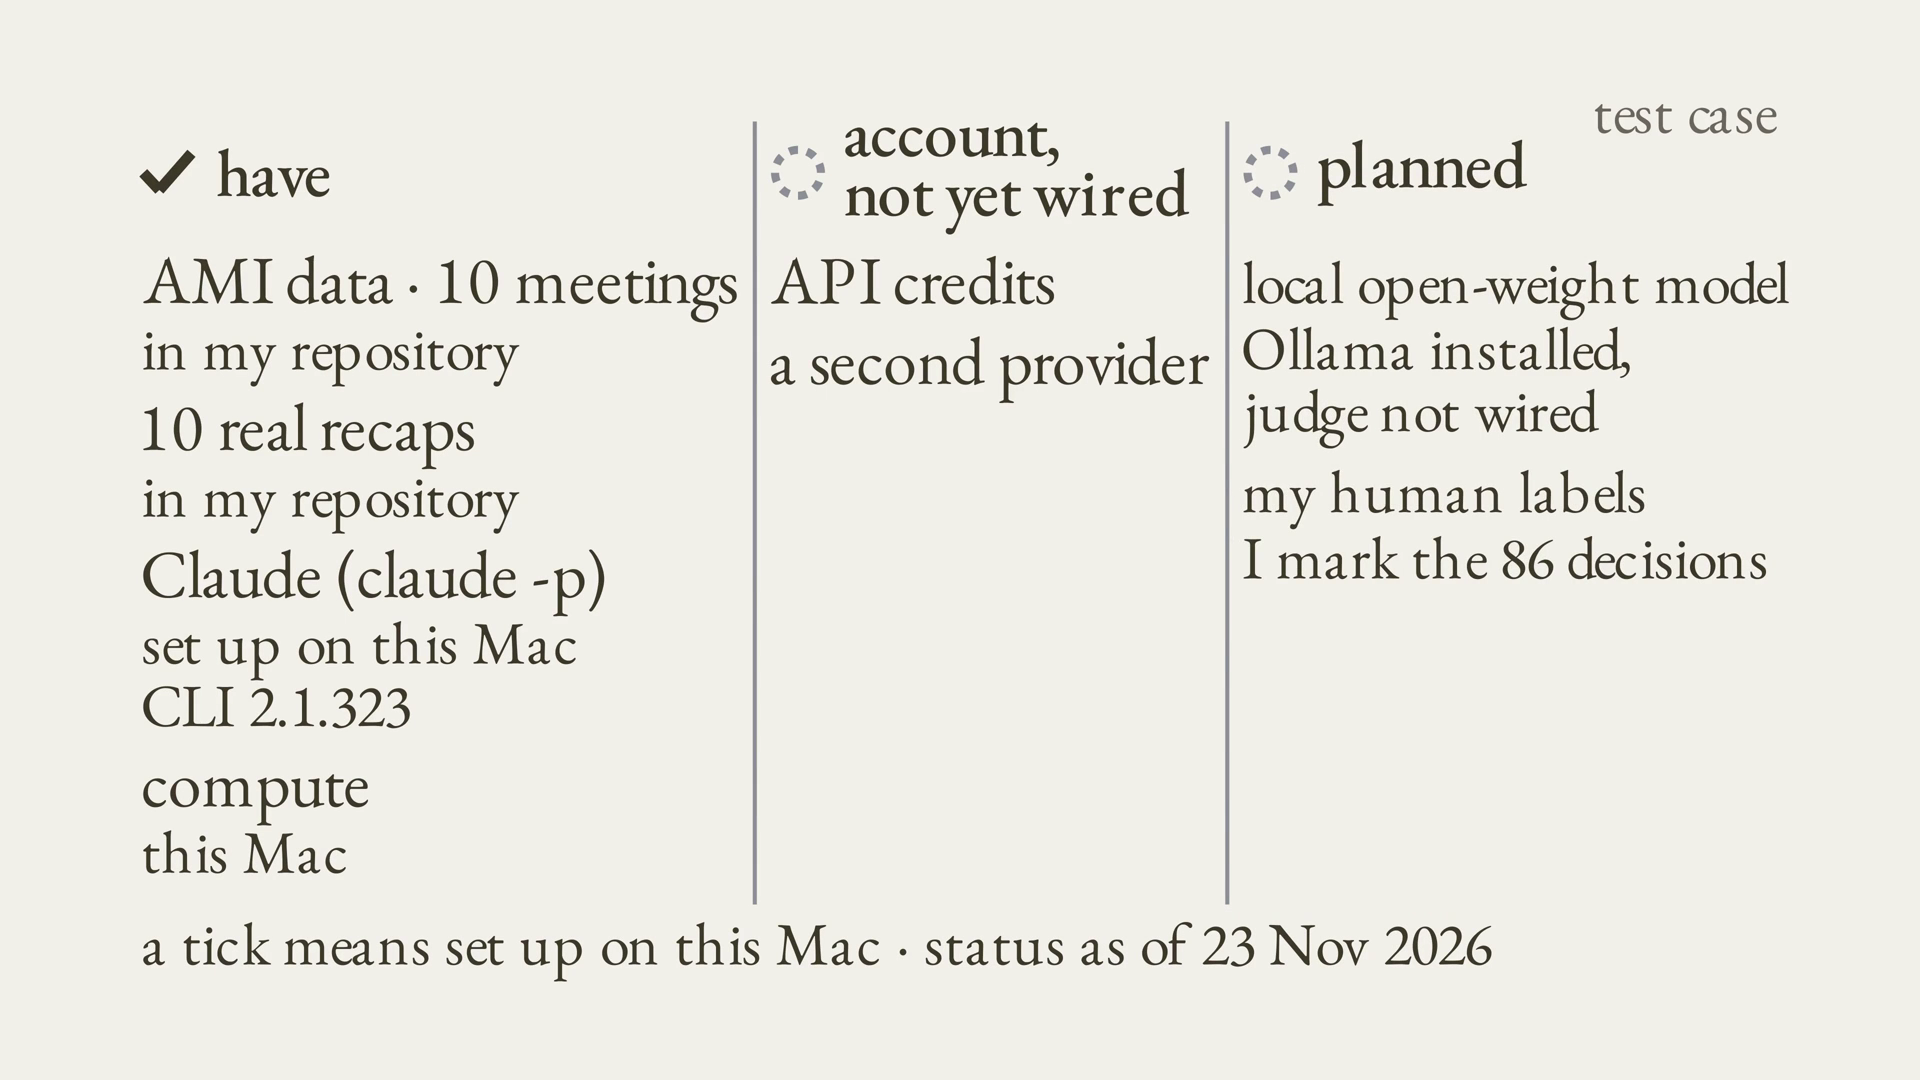 test case
have
AMI data · 10 meetings
in my repository
10 real recaps
in my repository
Claude (claude -p)
set up on this Mac
CLI 2.1.323
compute
this Mac
account,
not yet wired
API credits
a second provider
planned
local open-weight model
Ollama installed,
judge not wired
my human labels
I mark the 86 decisions
a tick means set up on this Mac · status as of 23 Nov 2026